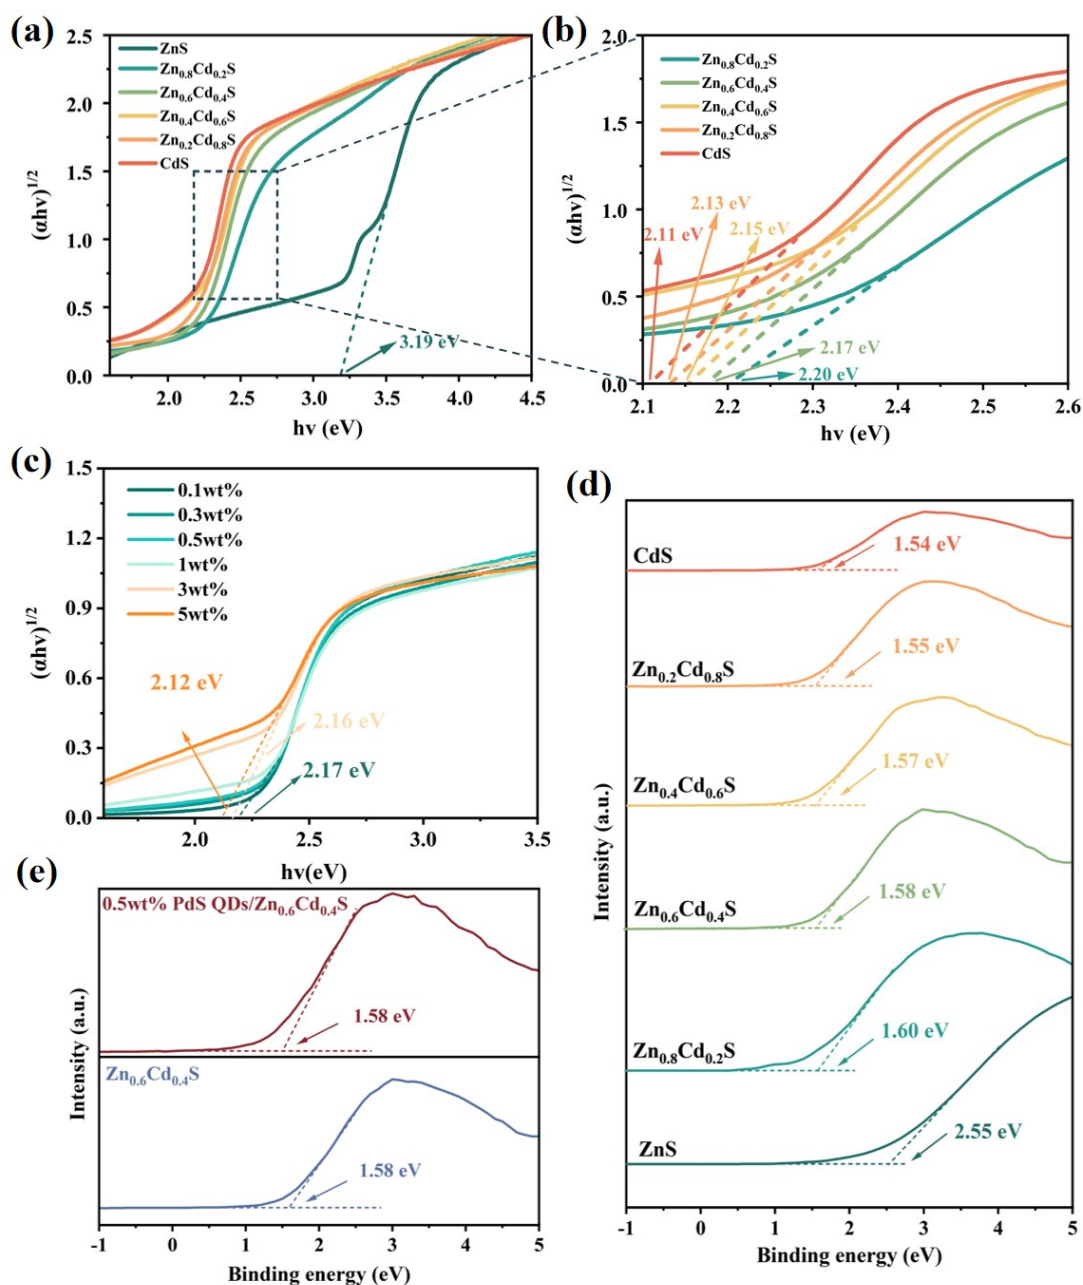 (a)
2.5
2.0
1.5
1.0
0.5
0.0
(αhv)1/2
ZnS
Zn0.8Cd0.2S
Zn0.6Cd0.4S
Zn0.4Cd0.6S
Zn0.2Cd0.8S
CdS
3.19 eV
2.0 2.5 3.0 3.5 4.0 4.5
hv (eV)
(b)
2.0
1.5
1.0
0.5
0.0
(αhv)1/2
Zn0.8Cd0.2S
Zn0.6Cd0.4S
Zn0.4Cd0.6S
Zn0.2Cd0.8S
CdS
2.13 eV
2.11 eV
2.15 eV
2.17 eV
2.20 eV
2.1 2.2 2.3 2.4 2.5 2.6
hv (eV)
(c)
1.5
1.2
0.9
0.6
0.3
0.0
(αhv)1/2
0.1wt%
0.3wt%
0.5wt%
1wt%
3wt%
5wt%
2.12 eV
2.16 eV
2.17 eV
2.0 2.5 3.0 3.5
hv(eV)
(d)
Intensity (a.u.)
CdS
1.54 eV
Zn0.2Cd0.8S
1.55 eV
Zn0.4Cd0.6S
1.57 eV
Zn0.6Cd0.4S
1.58 eV
Zn0.8Cd0.2S
1.60 eV
ZnS
2.55 eV
-1 0 1 2 3 4 5
Binding energy (eV)
(e)
Intensity (a.u.)
0.5wt% PdS QDs/Zn0.6Cd0.4S
1.58 eV
Zn0.6Cd0.4S
1.58 eV
-1 0 1 2 3 4 5
Binding energy (eV)